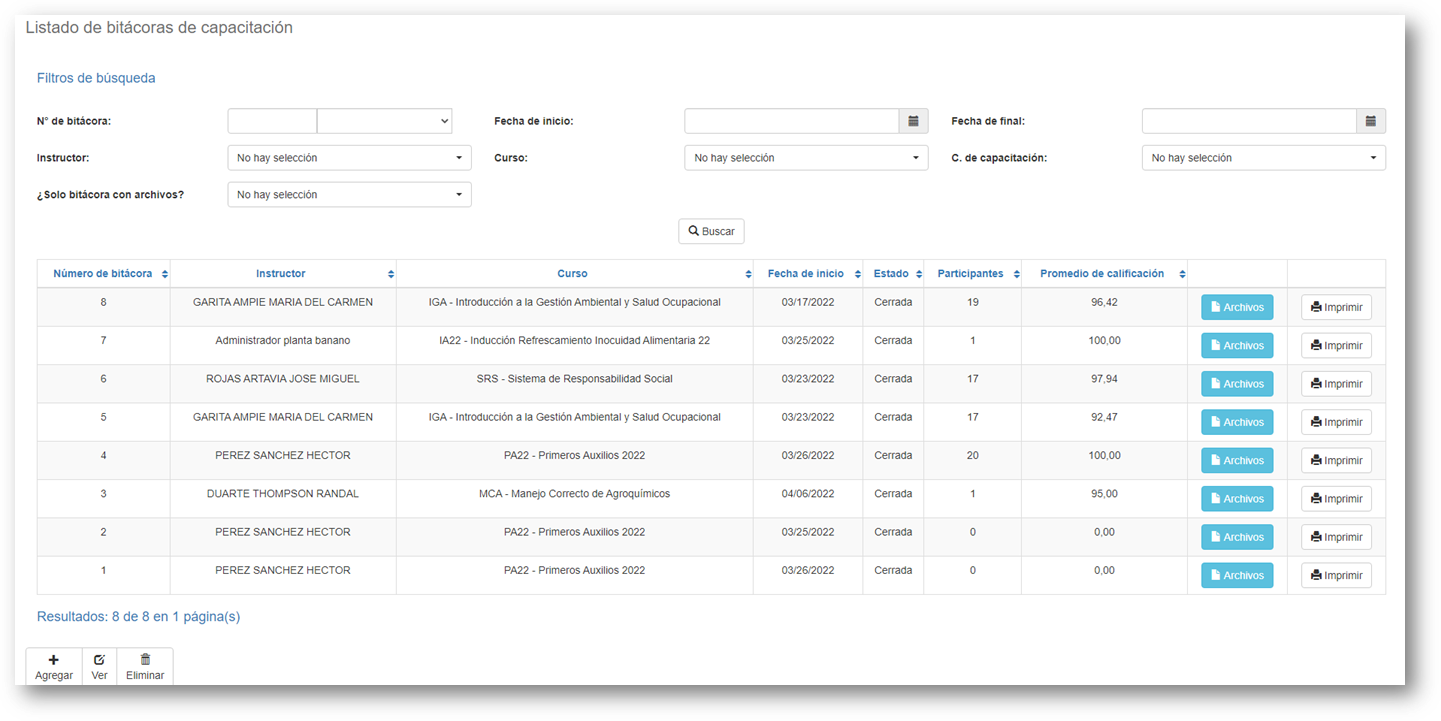 Listado de bitácoras de capacitación
Filtros de búsqueda
N° de bitácora: Fecha de inicio: Fecha de final:
Instructor: No hay selección Curso: No hay selección C. de capacitación: No hay selección
¿Solo bitácora con archivos? No hay selección
Buscar
Número de bitácora Instructor Curso Fecha de inicio Estado Participantes Promedio de calificación
8 GARITA AMPIE MARIA DEL CARMEN IGA - Introducción a la Gestión Ambiental y Salud Ocupacional 03/17/2022 Cerrada 19 96,42 Archivos Imprimir
7 Administrador planta banano IA22 - Inducción Refrescamiento Inocuidad Alimentaria 22 03/25/2022 Cerrada 1 100,00 Archivos Imprimir
6 ROJAS ARTAVIA JOSE MIGUEL SRS - Sistema de Responsabilidad Social 03/23/2022 Cerrada 17 97,94 Archivos Imprimir
5 GARITA AMPIE MARIA DEL CARMEN IGA - Introducción a la Gestión Ambiental y Salud Ocupacional 03/23/2022 Cerrada 17 92,47 Archivos Imprimir
4 PEREZ SANCHEZ HECTOR PA22 - Primeros Auxilios 2022 03/26/2022 Cerrada 20 100,00 Archivos Imprimir
3 DUARTE THOMPSON RANDAL MCA - Manejo Correcto de Agroquímicos 04/06/2022 Cerrada 1 95,00 Archivos Imprimir
2 PEREZ SANCHEZ HECTOR PA22 - Primeros Auxilios 2022 03/25/2022 Cerrada 0 0,00 Archivos Imprimir
1 PEREZ SANCHEZ HECTOR PA22 - Primeros Auxilios 2022 03/26/2022 Cerrada 0 0,00 Archivos Imprimir
Resultados: 8 de 8 en 1 página(s)
Agregar Ver Eliminar